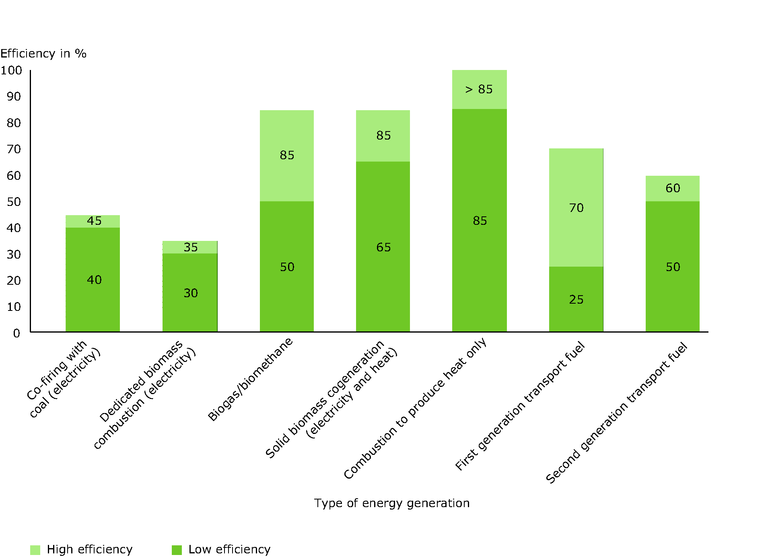 Efficiency in %
100
90
80
70
60
50
40
30
20
10
0
45
40
35
30
85
50
85
65
> 85
85
70
25
60
50
Co-firing with
coal (electricity)
Dedicated biomass
combustion (electricity)
Biogas/biomethane
Solid biomass cogeneration
(electricity and heat)
Combustion to produce heat only
First generation transport fuel
Second generation transport fuel
Type of energy generation
High efficiency
Low efficiency